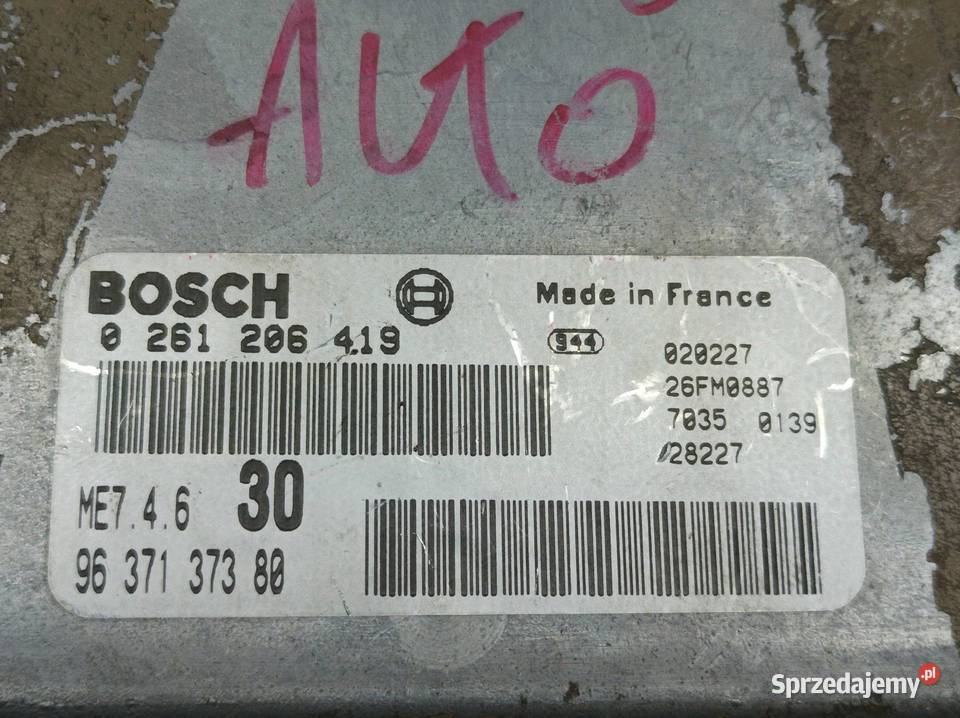 AUTO
BOSCH
Made in France
0 261 206 419
944
020227
26FM0887
7035 0139
28227
ME7.4.6 30
96 371 373 80
Sprzedajemy.pl